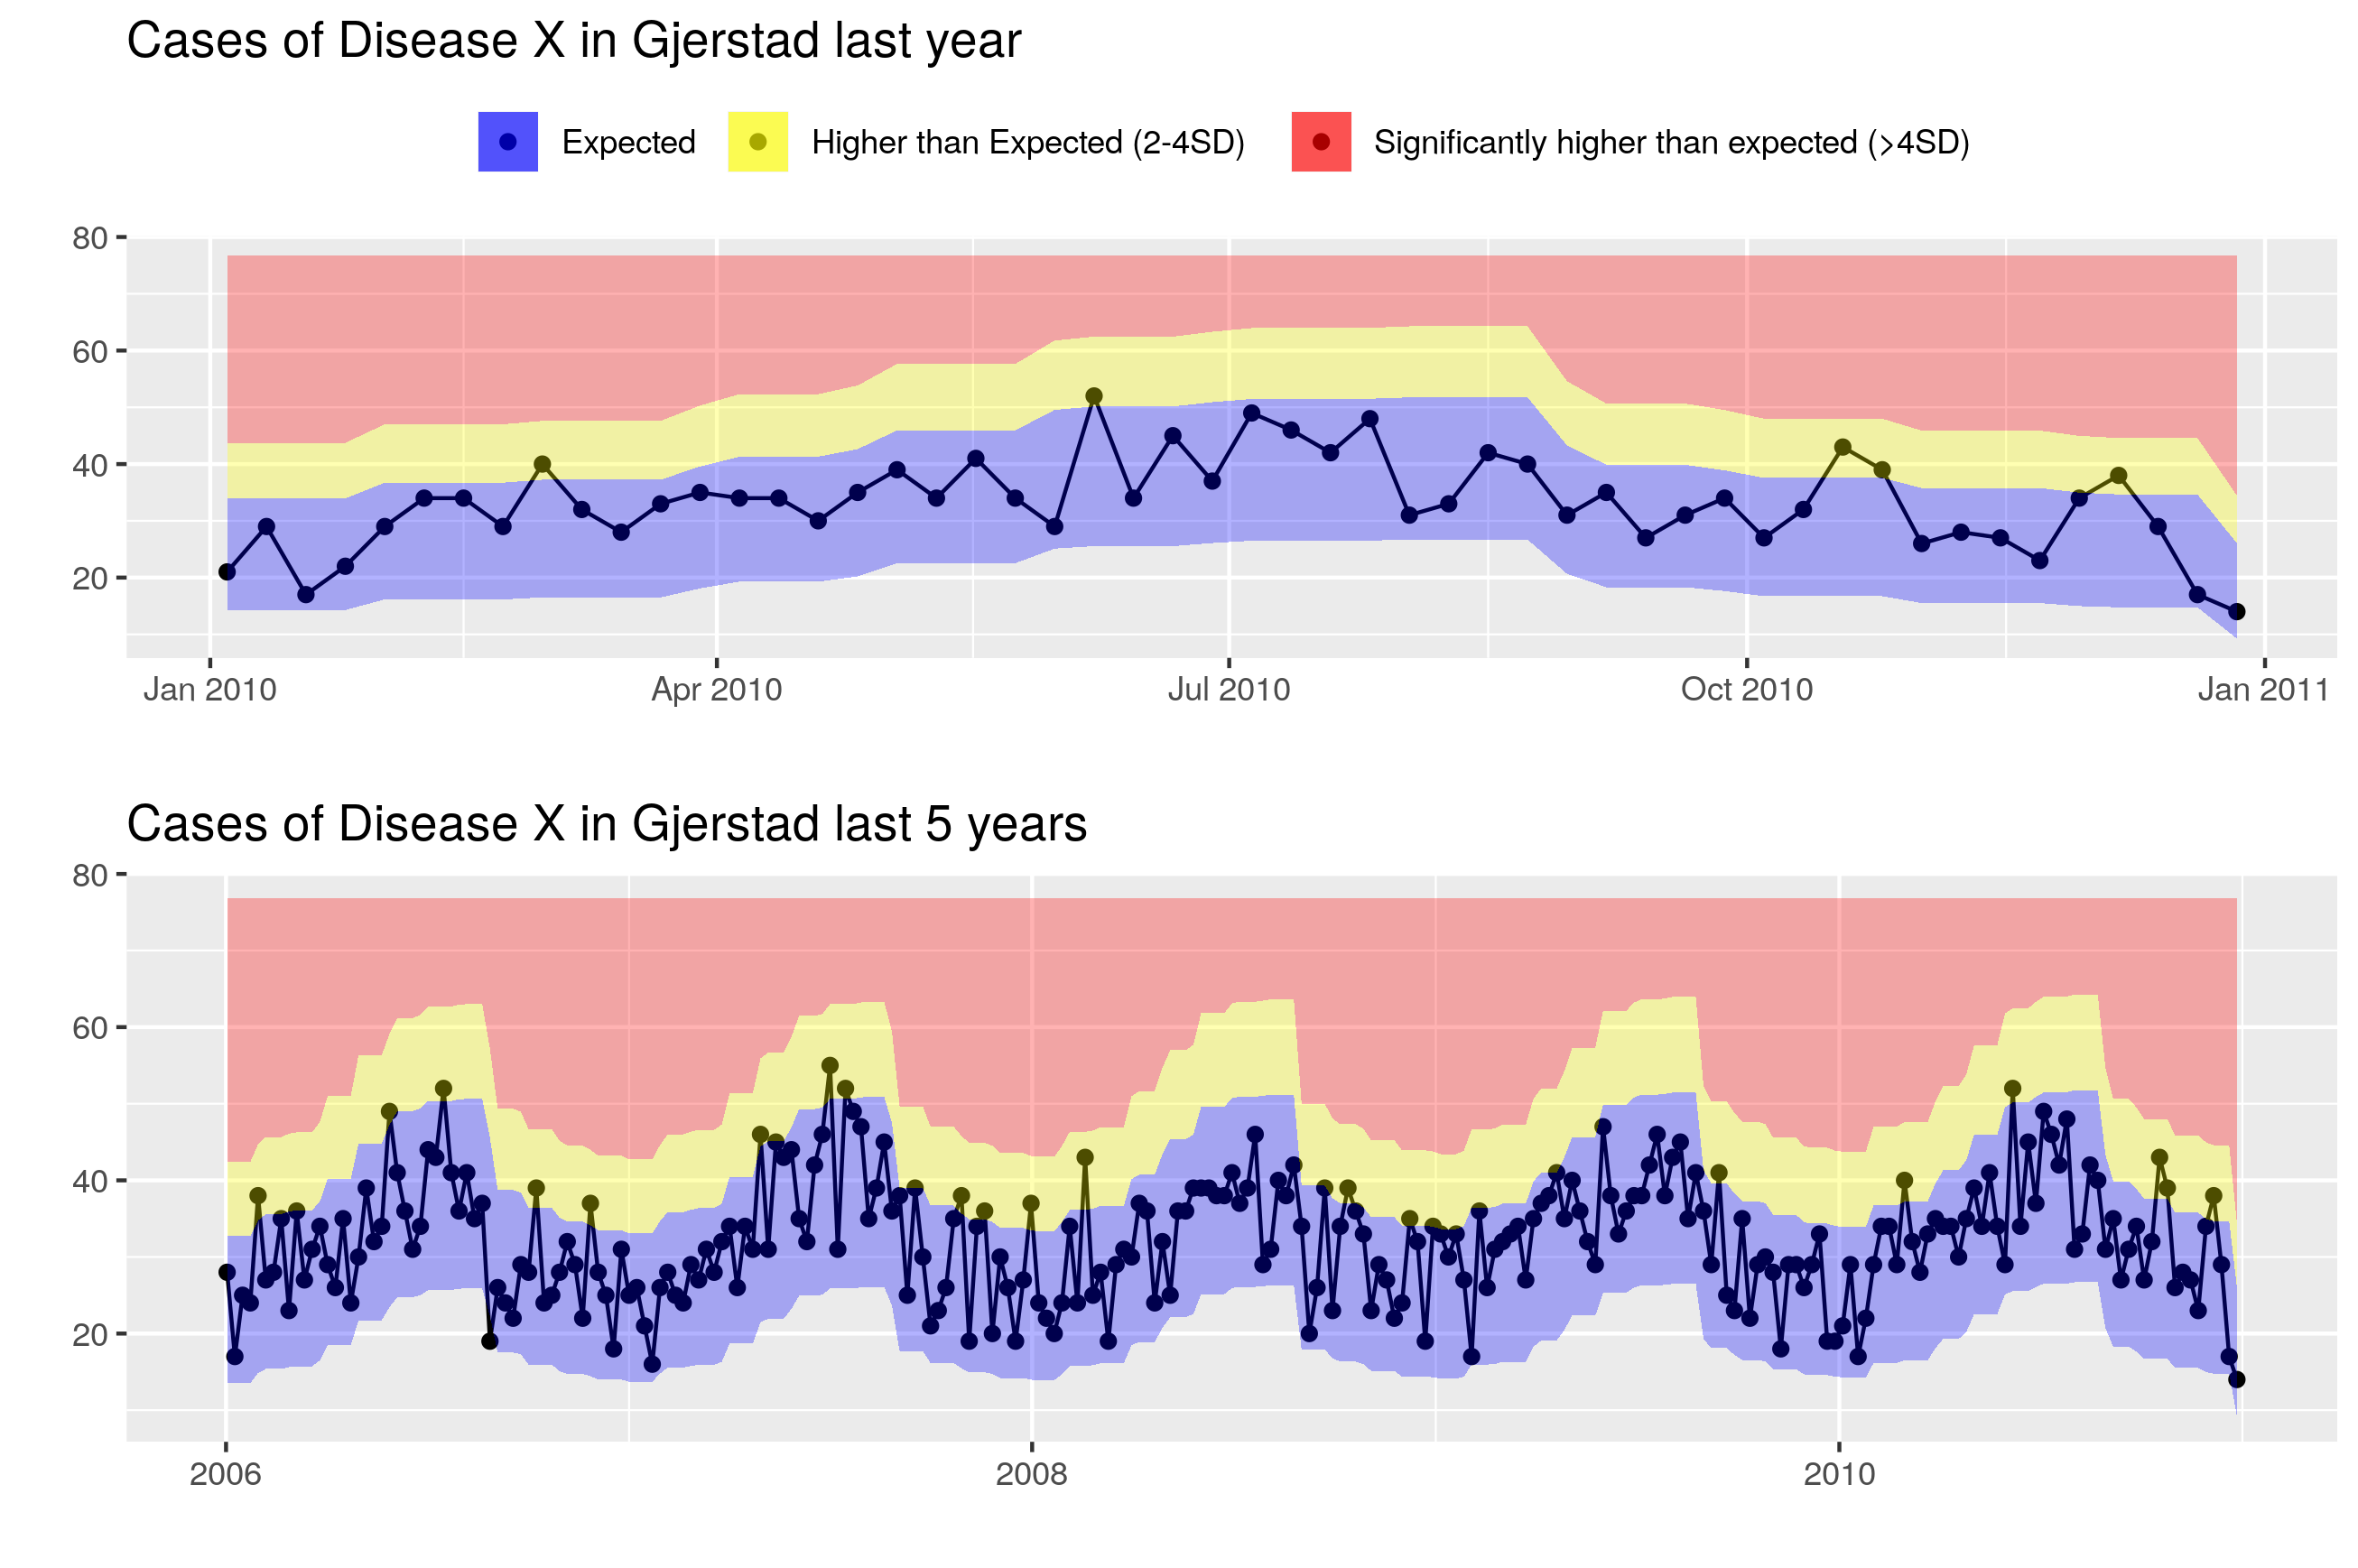 Cases of Disease X in Gjerstad last year
Expected Higher than Expected (2-4SD) Significantly higher than expected (>4SD)
80
60
40
20
Jan 2010 Apr 2010 Jul 2010 Oct 2010 Jan 2011
Cases of Disease X in Gjerstad last 5 years
80
60
40
20
2006 2008 2010